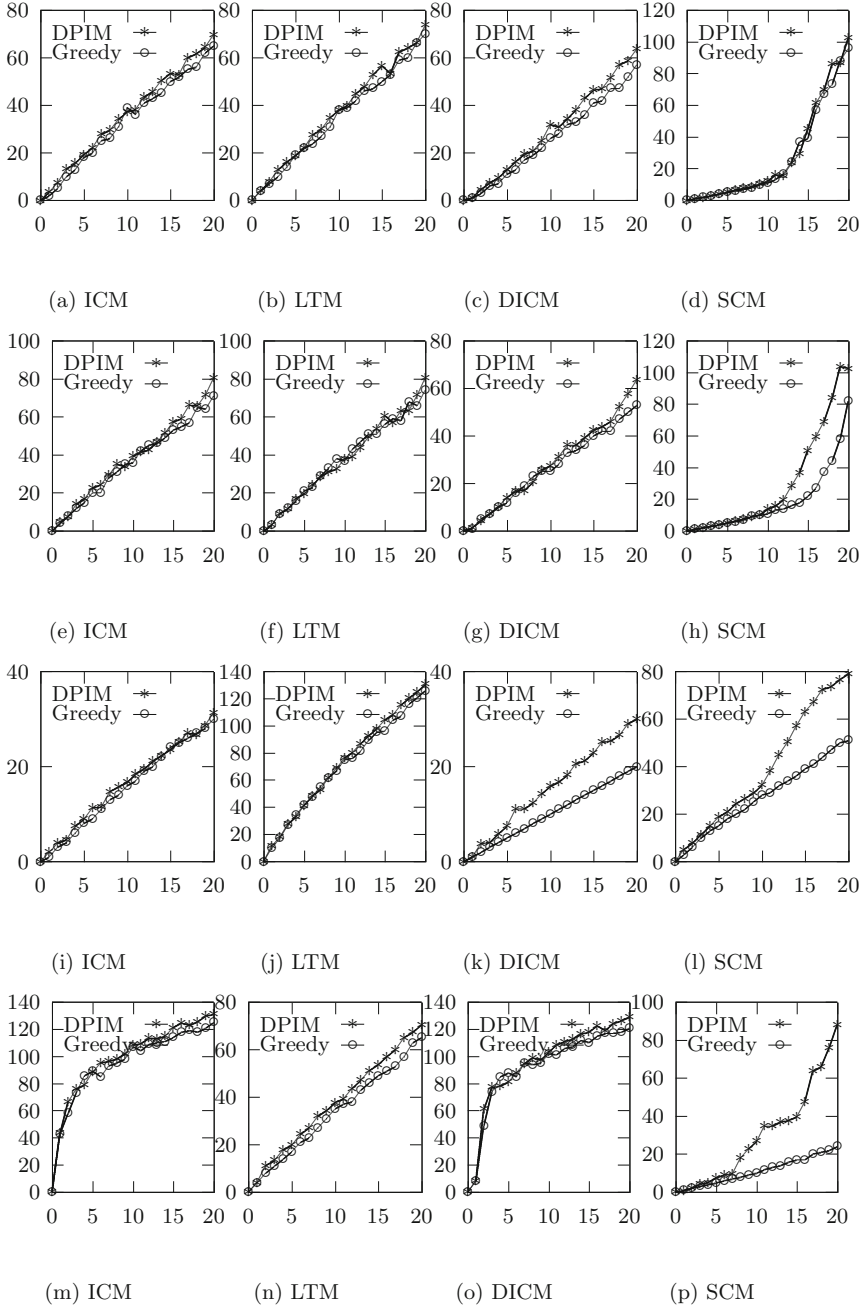 80
60
40
20
0
0 5 10 15 20
DPIM
Greedy
(a) ICM
80
60
40
20
0
0 5 10 15 20
DPIM
Greedy
(b) LTM
80
60
40
20
0
0 5 10 15 20
DPIM
Greedy
(c) DICM
120
100
80
60
40
20
0
0 5 10 15 20
DPIM
Greedy
(d) SCM
100
80
60
40
20
0
0 5 10 15 20
DPIM
Greedy
(e) ICM
100
80
60
40
20
0
0 5 10 15 20
DPIM
Greedy
(f) LTM
80
60
40
20
0
0 5 10 15 20
DPIM
Greedy
(g) DICM
120
100
80
60
40
20
0
0 5 10 15 20
DPIM
Greedy
(h) SCM
40
20
0
0 5 10 15 20
DPIM
Greedy
(i) ICM
140
120
100
80
60
40
20
0
0 5 10 15 20
DPIM
Greedy
(j) LTM
40
20
0
0 5 10 15 20
DPIM
Greedy
(k) DICM
80
60
40
20
0
0 5 10 15 20
DPIM
Greedy
(l) SCM
140
120
100
80
60
40
20
0
0 5 10 15 20
DPIM
Greedy
(m) ICM
80
60
40
20
0
0 5 10 15 20
DPIM
Greedy
(n) LTM
140
120
100
80
60
40
20
0
0 5 10 15 20
DPIM
Greedy
(o) DICM
100
80
60
40
20
0
0 5 10 15 20
DPIM
Greedy
(p) SCM